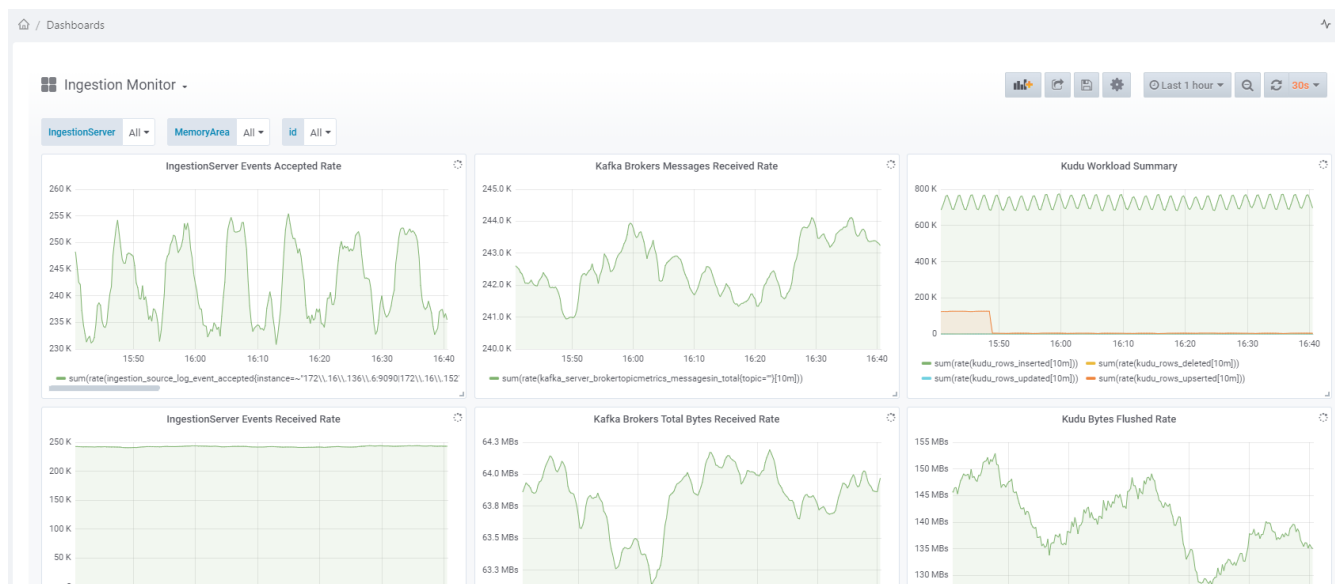 / Dashboards
Ingestion Monitor
Last 1 hour
30s
IngestionServer All MemoryArea All id All
IngestionServer Events Accepted Rate
260 K
255 K
250 K
245 K
240 K
235 K
230 K
15:50 16:00 16:10 16:20 16:30 16:40
sum(rate(ingestion_source_log_event_accepted{instance=~"172\\.16\\.136\\.6:9090|172\\.16\\.152
Kafka Brokers Messages Received Rate
245.0 K
244.0 K
243.0 K
242.0 K
241.0 K
240.0 K
15:50 16:00 16:10 16:20 16:30 16:40
sum(rate(kafka_server_brokertopicmetrics_messagesin_total{topic=""}[10m]))
Kudu Workload Summary
800 K
600 K
400 K
200 K
0
15:50 16:00 16:10 16:20 16:30 16:40
sum(rate(kudu_rows_inserted[10m])) sum(rate(kudu_rows_deleted[10m]))
sum(rate(kudu_rows_updated[10m])) sum(rate(kudu_rows_upserted[10m]))
IngestionServer Events Received Rate
250 K
200 K
150 K
100 K
50 K
Kafka Brokers Total Bytes Received Rate
64.3 MBs
64.0 MBs
63.8 MBs
63.5 MBs
63.3 MBs
Kudu Bytes Flushed Rate
155 MBs
150 MBs
145 MBs
140 MBs
135 MBs
130 MBs